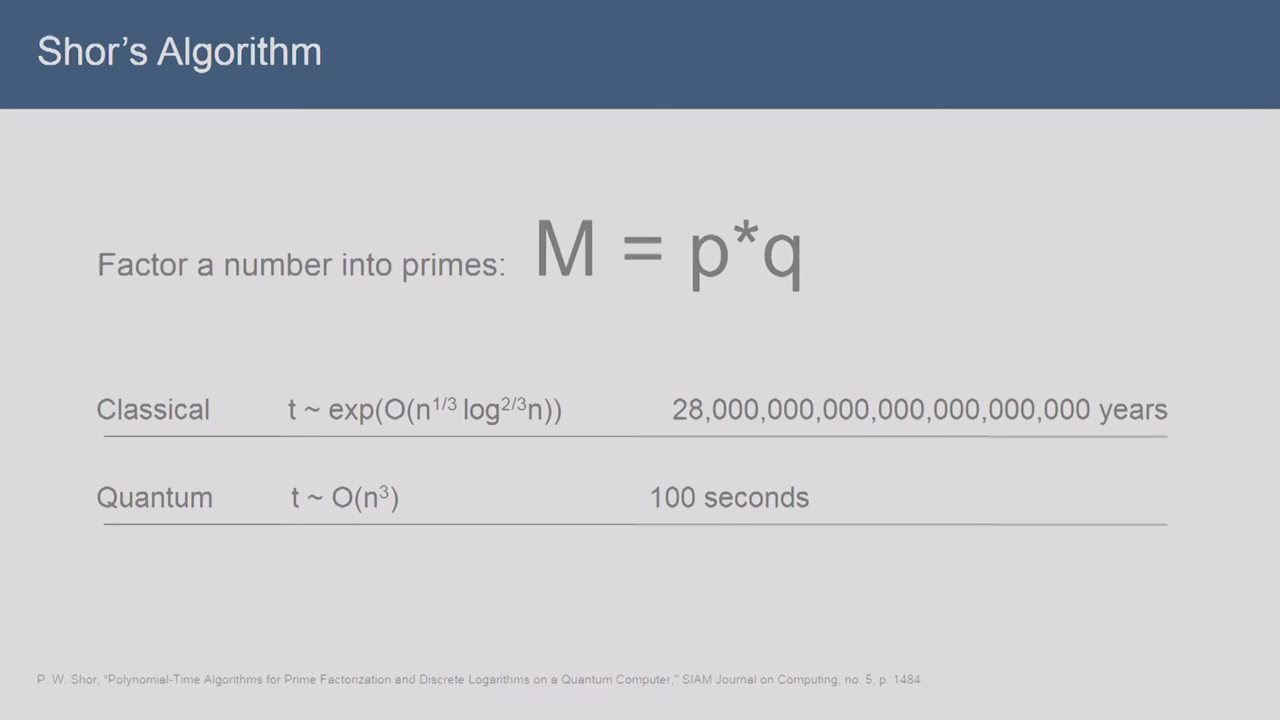 Shor’s Algorithm
Factor a number into primes: M = p*q
Classical t ~ exp(O(n^1/3 log^2/3 n)) 28,000,000,000,000,000,000,000 years
Quantum t ~ O(n^3) 100 seconds
P. W. Shor, “Polynomial-Time Algorithms for Prime Factorization and Discrete Logarithms on a Quantum Computer,” SIAM Journal on Computing, no. 5, p. 1484.